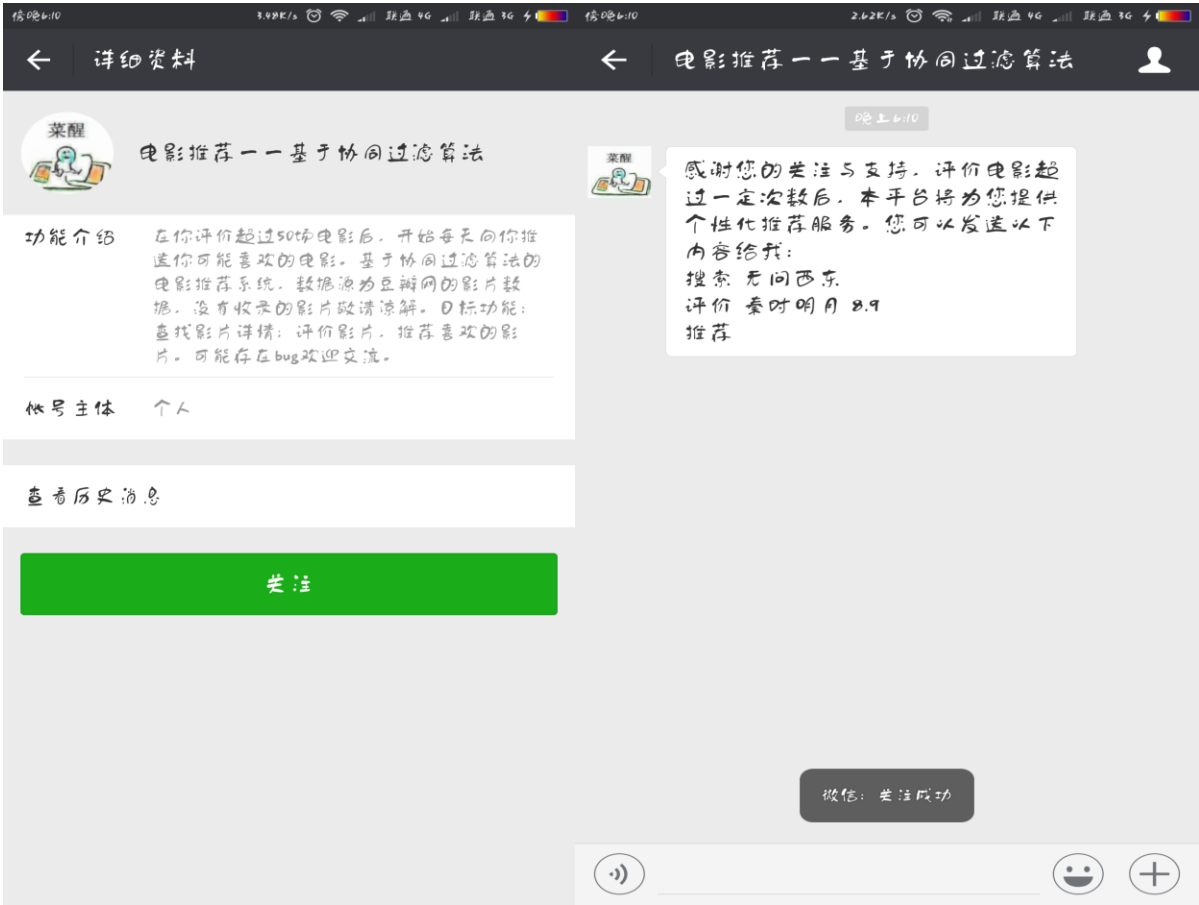 傍晚6:10
3.48K/s
联通 4G
联通 3G
详细资料
菜醒
电影推荐——基于协同过滤算法
功能介绍
在你评价超过50场电影后，开始每天向你推
送你可能喜欢的电影。基于协同过滤算法的
电影推荐系统，数据源为豆瓣网的影片数
据，没有收录的影片敬请谅解。目标功能：
查找影片详情；评价影片，推荐喜欢的影
片。可能存在bug欢迎交流。
帐号主体
个人
查看历史消息
关注
傍晚6:10
2.62K/s
联通 4G
联通 3G
电影推荐——基于协同过滤算法
晚上6:10
菜醒
感谢您的关注与支持，评价电影超
过一定次数后，本平台将为您提供
个性化推荐服务。您可以发送以下
内容给我：
搜索 无问西东
评价 秦时明月 8.9
推荐
微信：关注成功